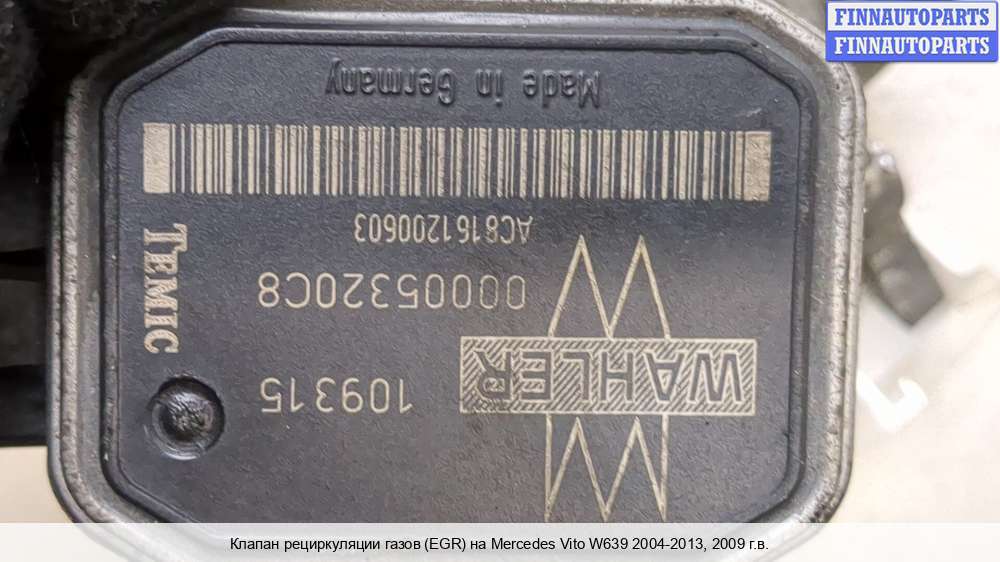 FINNAUTOPARTS
FINNAUTOPARTS
WAHLER
109315
00005320C8
AC8161200603
Made in Germany
TEMIC
Клапан рециркуляции газов (EGR) на Mercedes Vito W639 2004-2013, 2009 г.в.